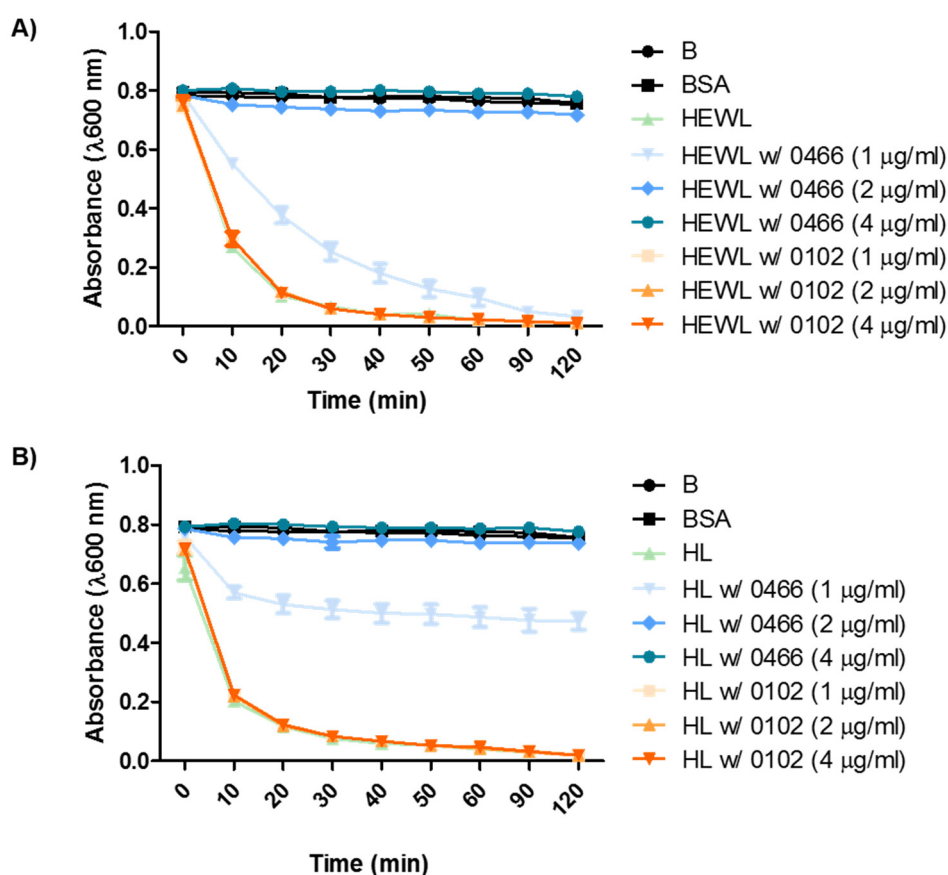 A)
Absorbance (λ600 nm)
1.0
0.8
0.6
0.4
0.2
0.0
0 10 20 30 40 50 60 90 120
Time (min)
B
BSA
HEWL
HEWL w/ 0466 (1 μg/ml)
HEWL w/ 0466 (2 μg/ml)
HEWL w/ 0466 (4 μg/ml)
HEWL w/ 0102 (1 μg/ml)
HEWL w/ 0102 (2 μg/ml)
HEWL w/ 0102 (4 μg/ml)
B)
Absorbance (λ600 nm)
1.0
0.8
0.6
0.4
0.2
0.0
0 10 20 30 40 50 60 90 120
Time (min)
B
BSA
HL
HL w/ 0466 (1 μg/ml)
HL w/ 0466 (2 μg/ml)
HL w/ 0466 (4 μg/ml)
HL w/ 0102 (1 μg/ml)
HL w/ 0102 (2 μg/ml)
HL w/ 0102 (4 μg/ml)